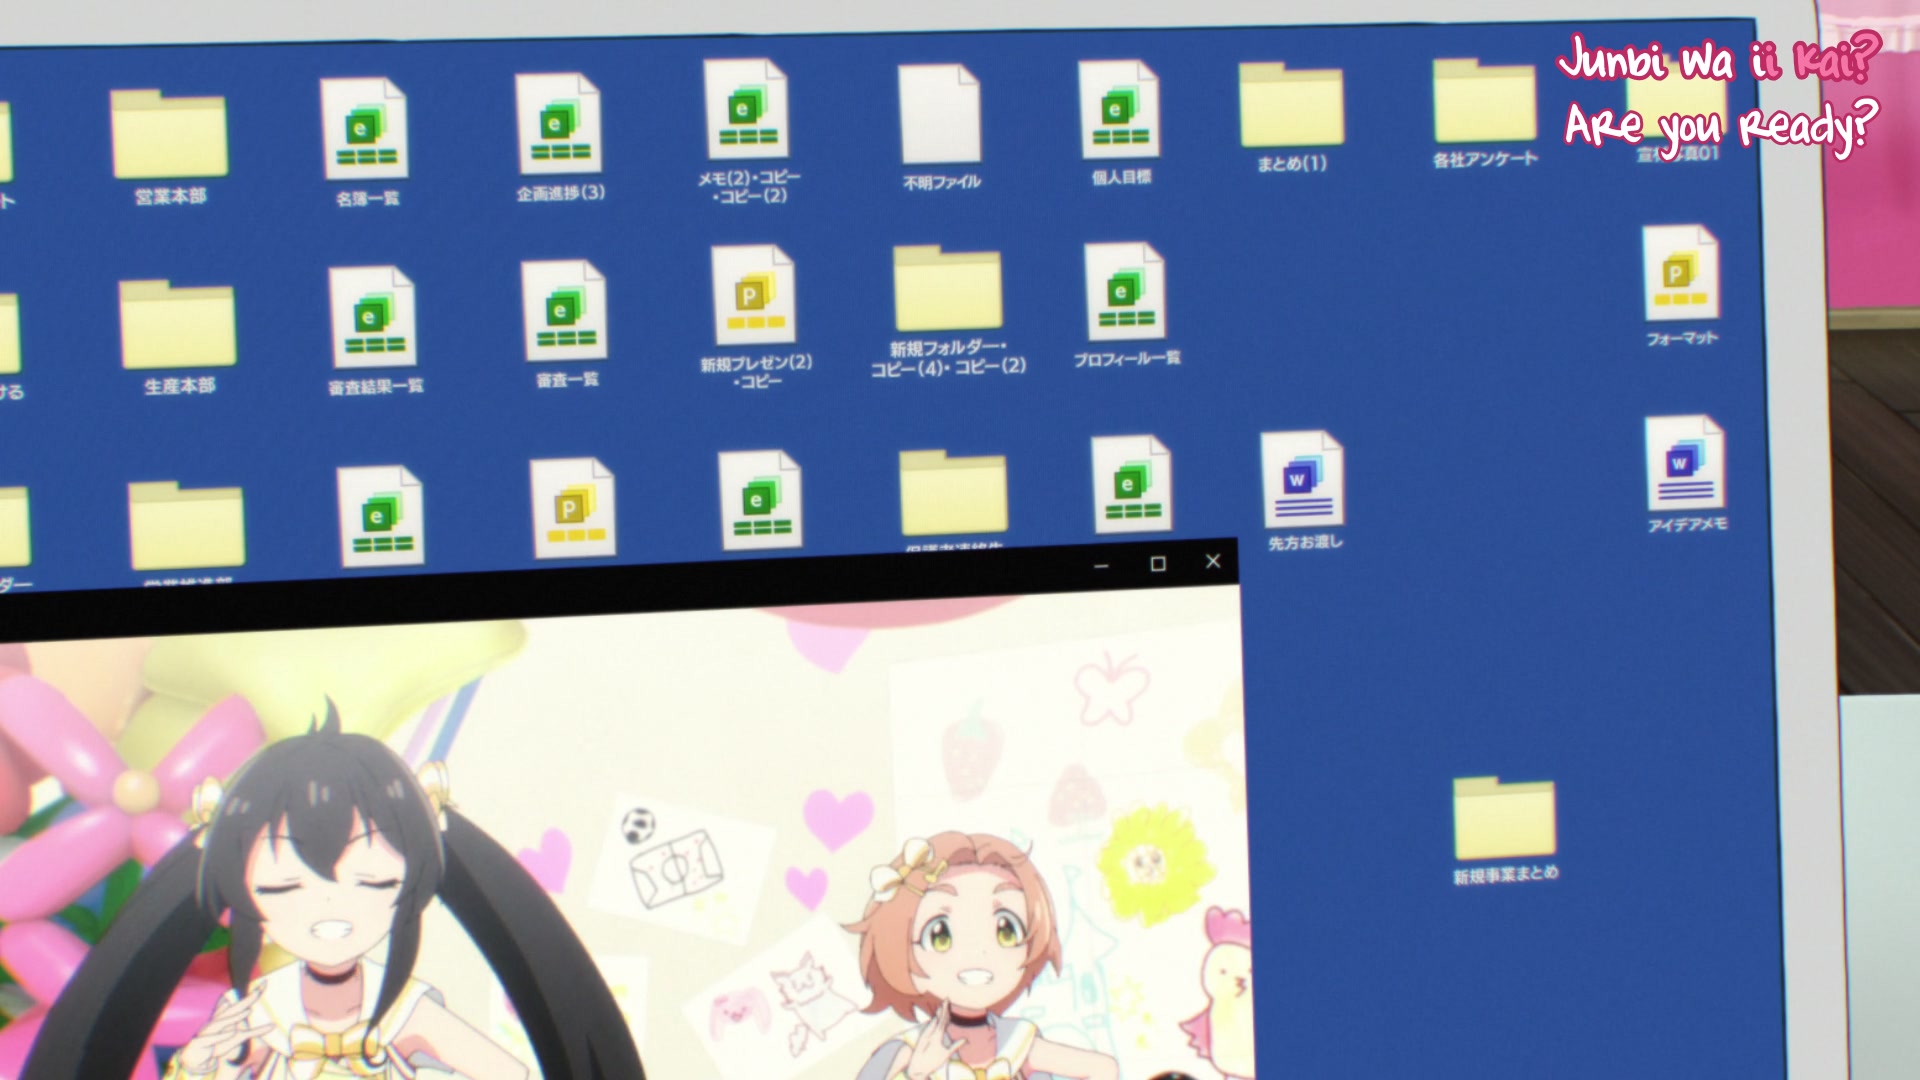 Junbi wa ii kai?
Are you ready?
営業本部
名簿一覧
企画進捗(3)
メモ(2)・コピー
・コピー(2)
不明ファイル
個人目標
まとめ(1)
各社アンケート
ト
生産本部
審査結果一覧
審査一覧
新規プレゼン(2)
・コピー
新規フォルダー・
コピー(4)・コピー(2)
プロフィール一覧
フォーマット
ける
先方お渡し
アイデアメモ
ダー
新規事業まとめ